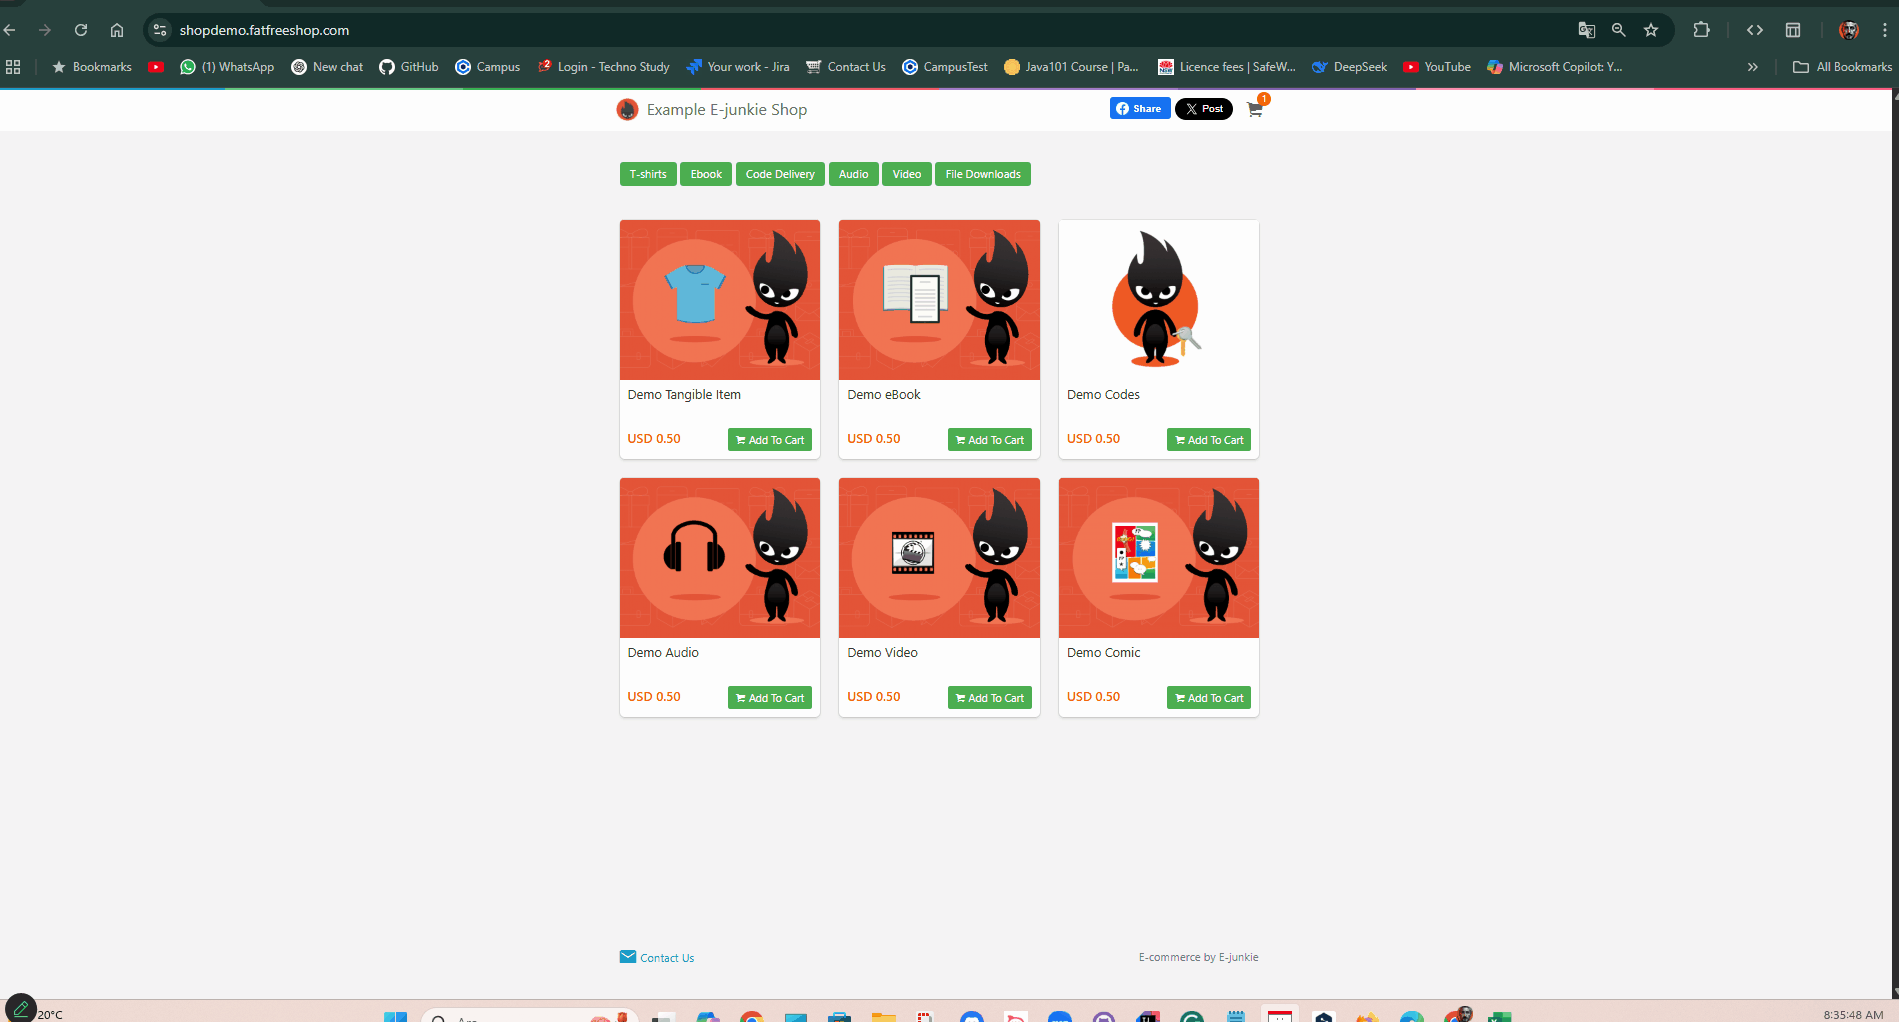 shopdemo.fatfreeshop.com
Bookmarks
(1) WhatsApp
New chat
GitHub
Campus
2
Login - Techno Study
Your work - Jira
Contact Us
CampusTest
Java101 Course | Pa...
Licence fees | SafeW...
DeepSeek
YouTube
Microsoft Copilot: Y...
All Bookmarks
Example E-junkie Shop
Share
Post
1
T-shirts
Ebook
Code Delivery
Audio
Video
File Downloads
Demo Tangible Item
USD 0.50
Add To Cart
Demo eBook
USD 0.50
Add To Cart
Demo Codes
USD 0.50
Add To Cart
Demo Audio
USD 0.50
Add To Cart
Demo Video
USD 0.50
Add To Cart
Demo Comic
USD 0.50
Add To Cart
Contact Us
E-commerce by E-junkie
20°C
8:35:48 AM